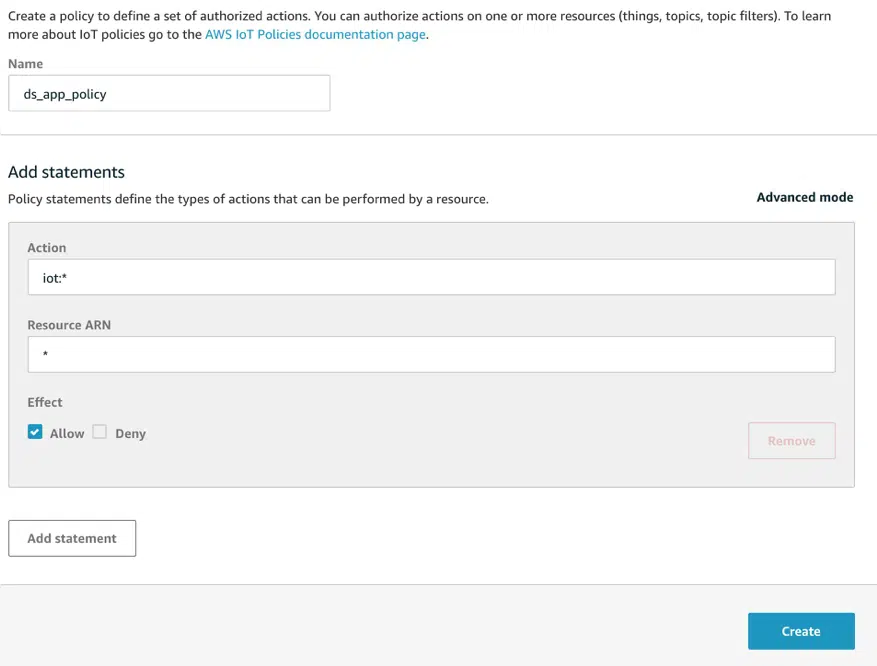 Create a policy to define a set of authorized actions. You can authorize actions on one or more resources (things, topics, topic filters). To learn
more about IoT policies go to the AWS IoT Policies documentation page.
Name
ds_app_policy
Add statements
Policy statements define the types of actions that can be performed by a resource.
Advanced mode
Action
iot:*
Resource ARN
*
Effect
Allow Deny
Remove
Add statement
Create